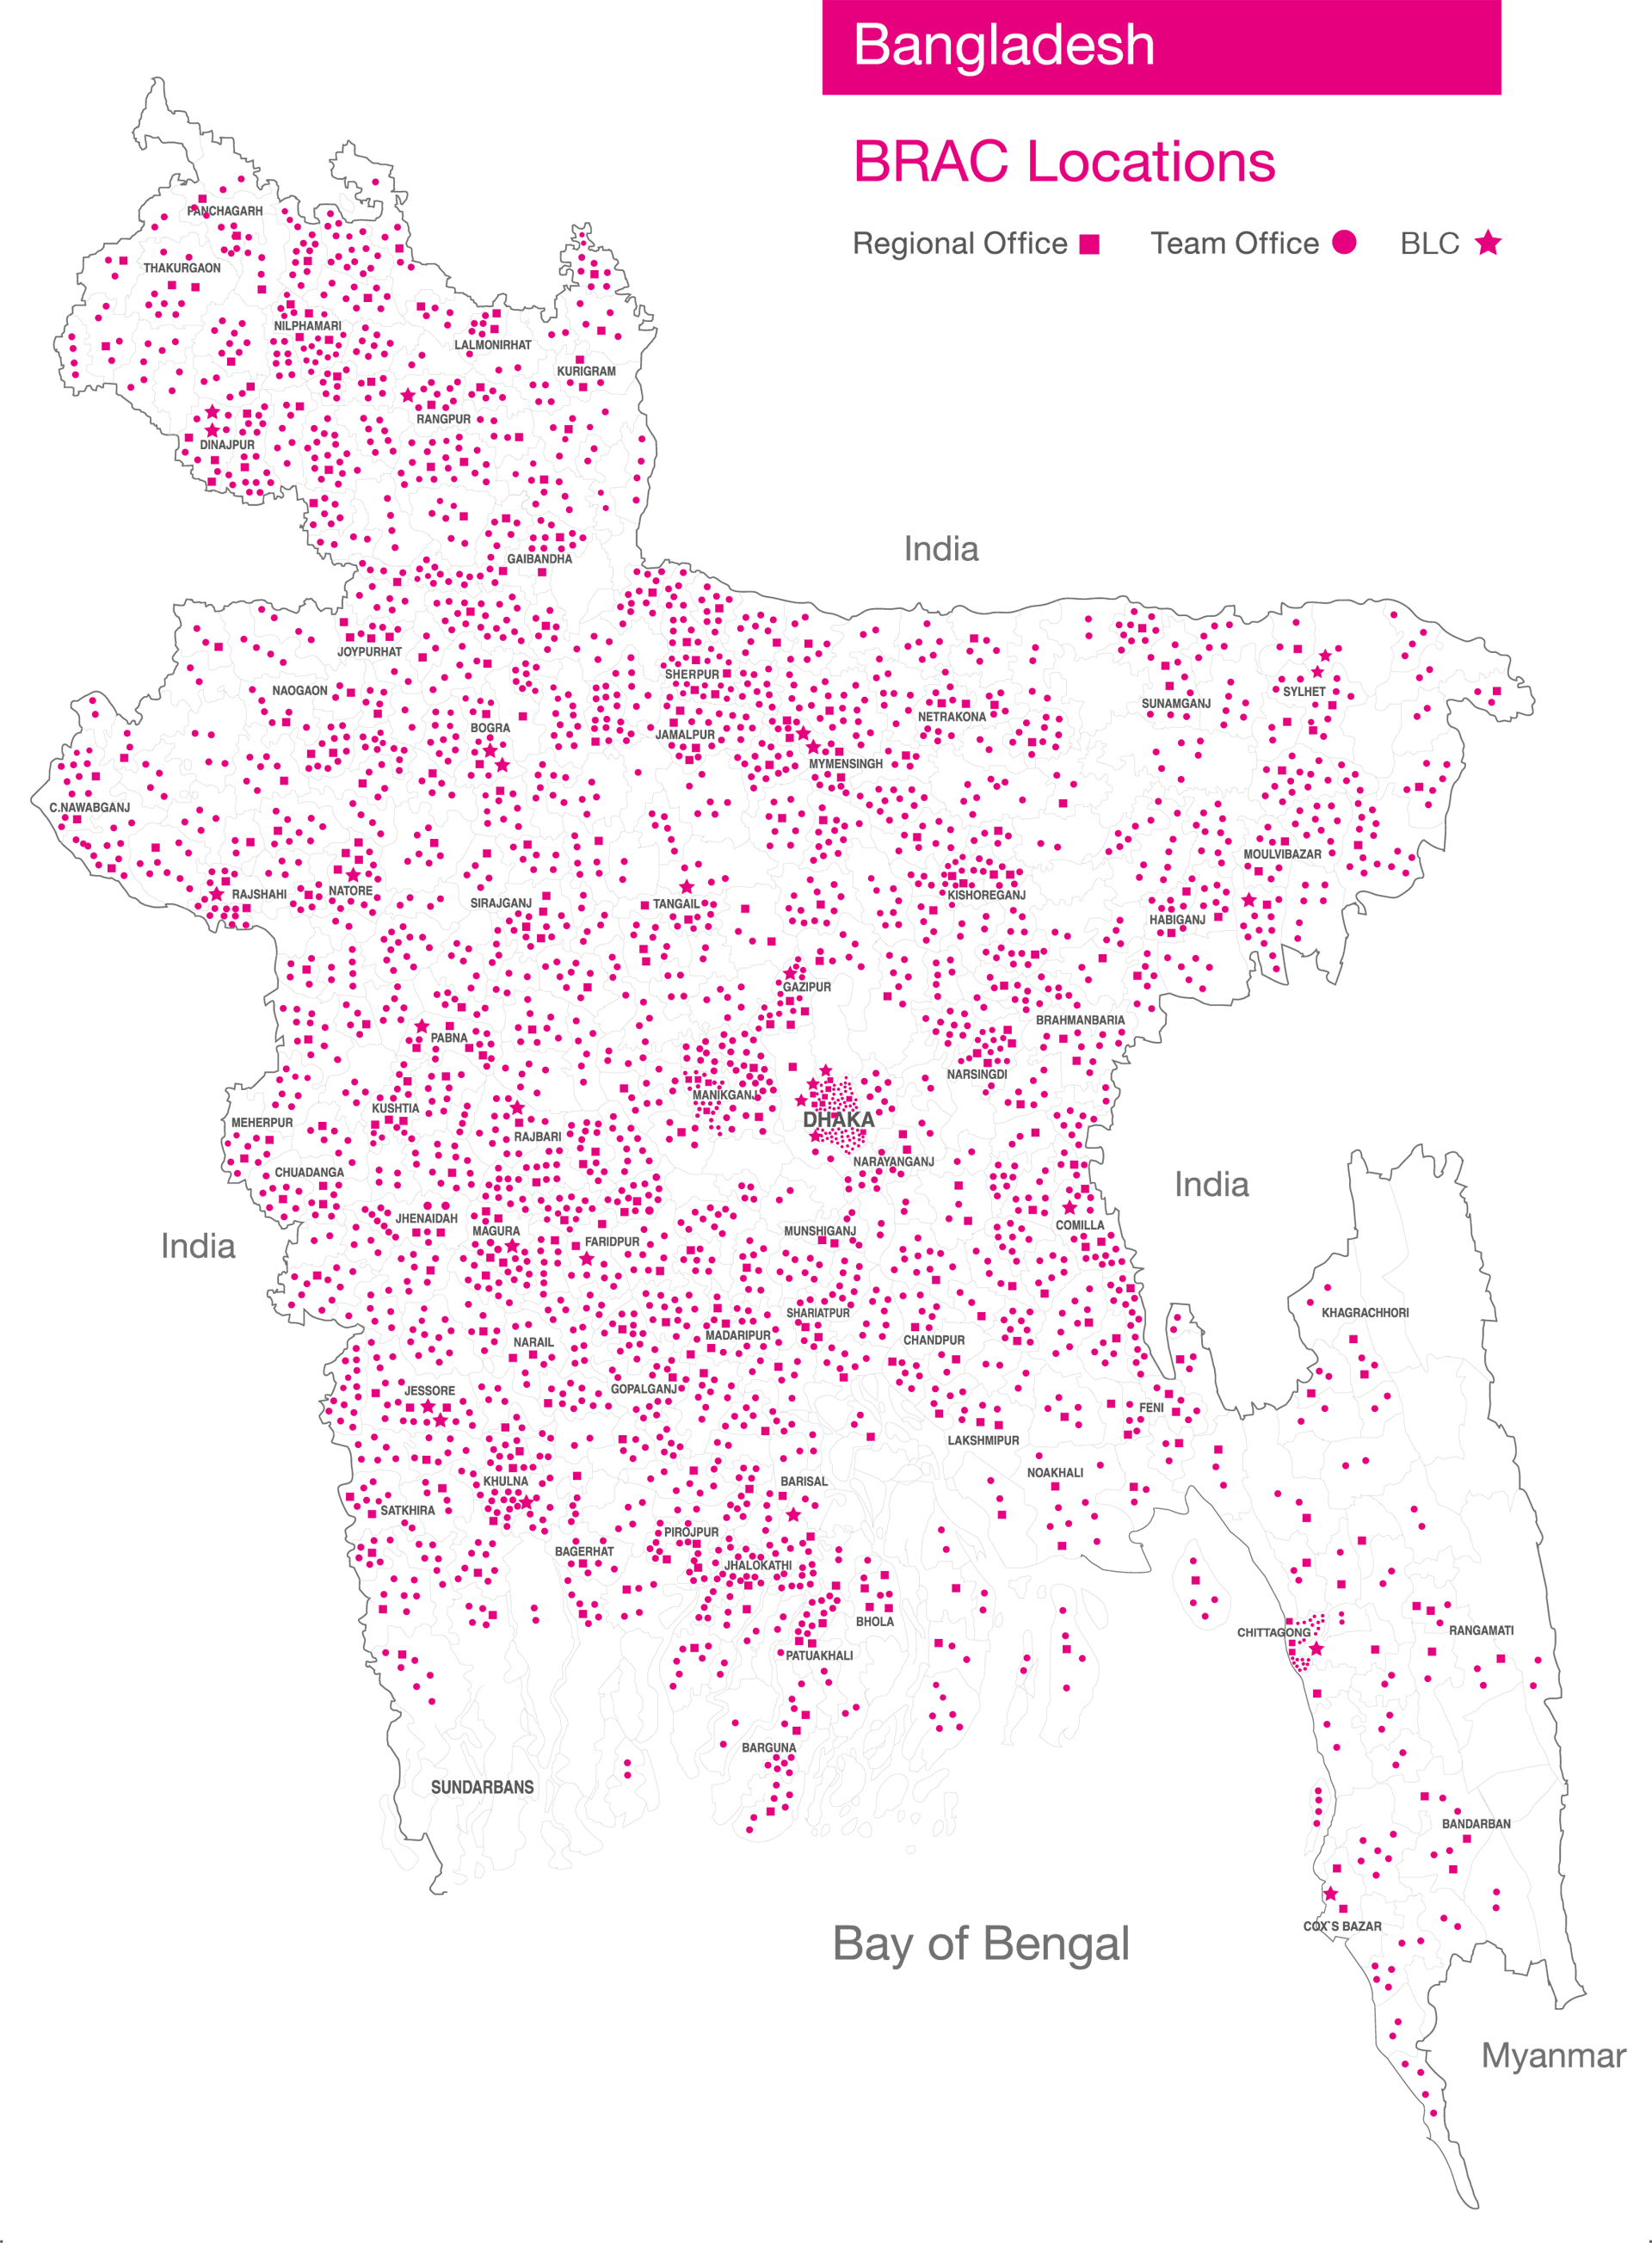 Bangladesh
BRAC Locations
Regional Office
Team Office
BLC
PANCHAGARH
THAKURGAON
NILPHAMARI
LALMONIRHAT
KURIGRAM
RANGPUR
DINAJPUR
India
GAIBANDHA
JOYPURHAT
SHERPUR
NAOGAON
SYLHET
SUNAMGANJ
NETRAKONA
BOGRA
JAMALPUR
MYMENSINGH
C.NAWABGANJ
MOULVIBAZAR
RAJSHAHI
NATORE
KISHOREGANJ
SIRAJGANJ
TANGAIL
HABIGANJ
GAZIPUR
BRAHMANBARIA
PABNA
NARSINGDI
MANIKGANJ
KUSHTIA
DHAKA
MEHERPUR
RAJBARI
NARAYANGANJ
CHUADANGA
India
JHENAIDAH
COMILLA
MAGURA
MUNSHIGANJ
FARIDPUR
India
KHAGRACHHORI
SHARIATPUR
MADARIPUR
CHANDPUR
NARAIL
JESSORE
GOPALGANJ
FENI
LAKSHMIPUR
NOAKHALI
KHULNA
BARISAL
SATKHIRA
PIROJPUR
BAGERHAT
JHALOKATHI
BHOLA
RANGAMATI
CHITTAGONG
PATUAKHALI
BARGUNA
SUNDARBANS
BANDARBAN
COX`S BAZAR
Bay of Bengal
Myanmar